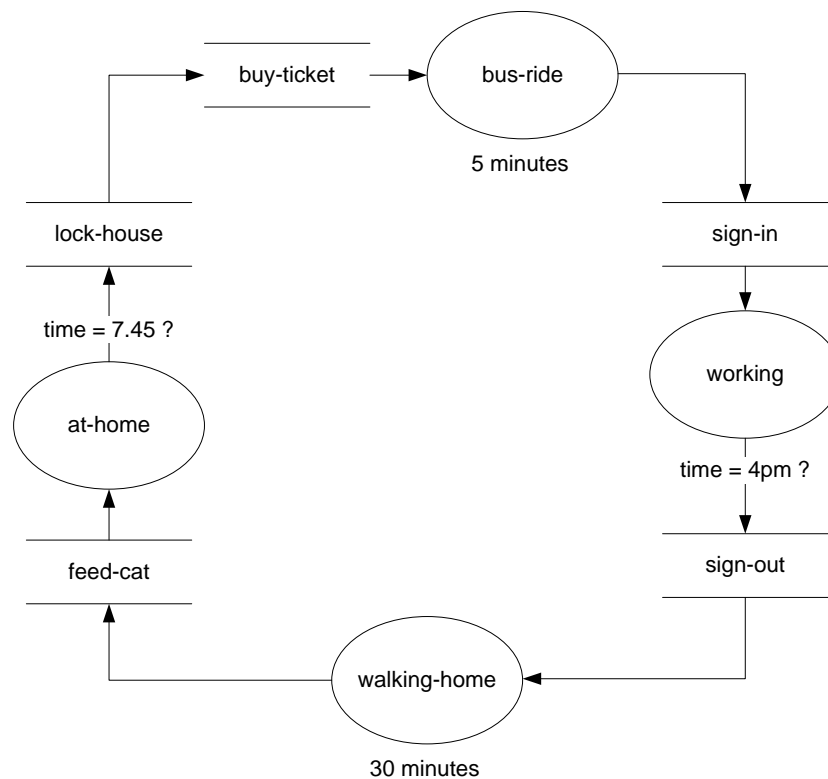 buy-ticket
bus-ride
5 minutes
lock-house
sign-in
time = 7.45 ?
working
at-home
time = 4pm ?
feed-cat
sign-out
walking-home
30 minutes